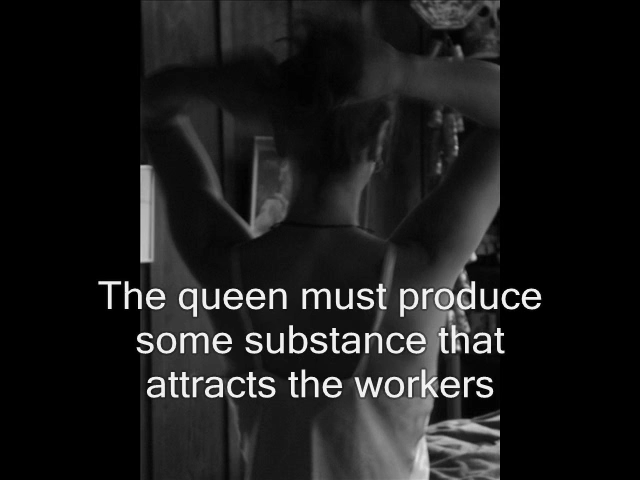 The queen must produce
some substance that
attracts the workers